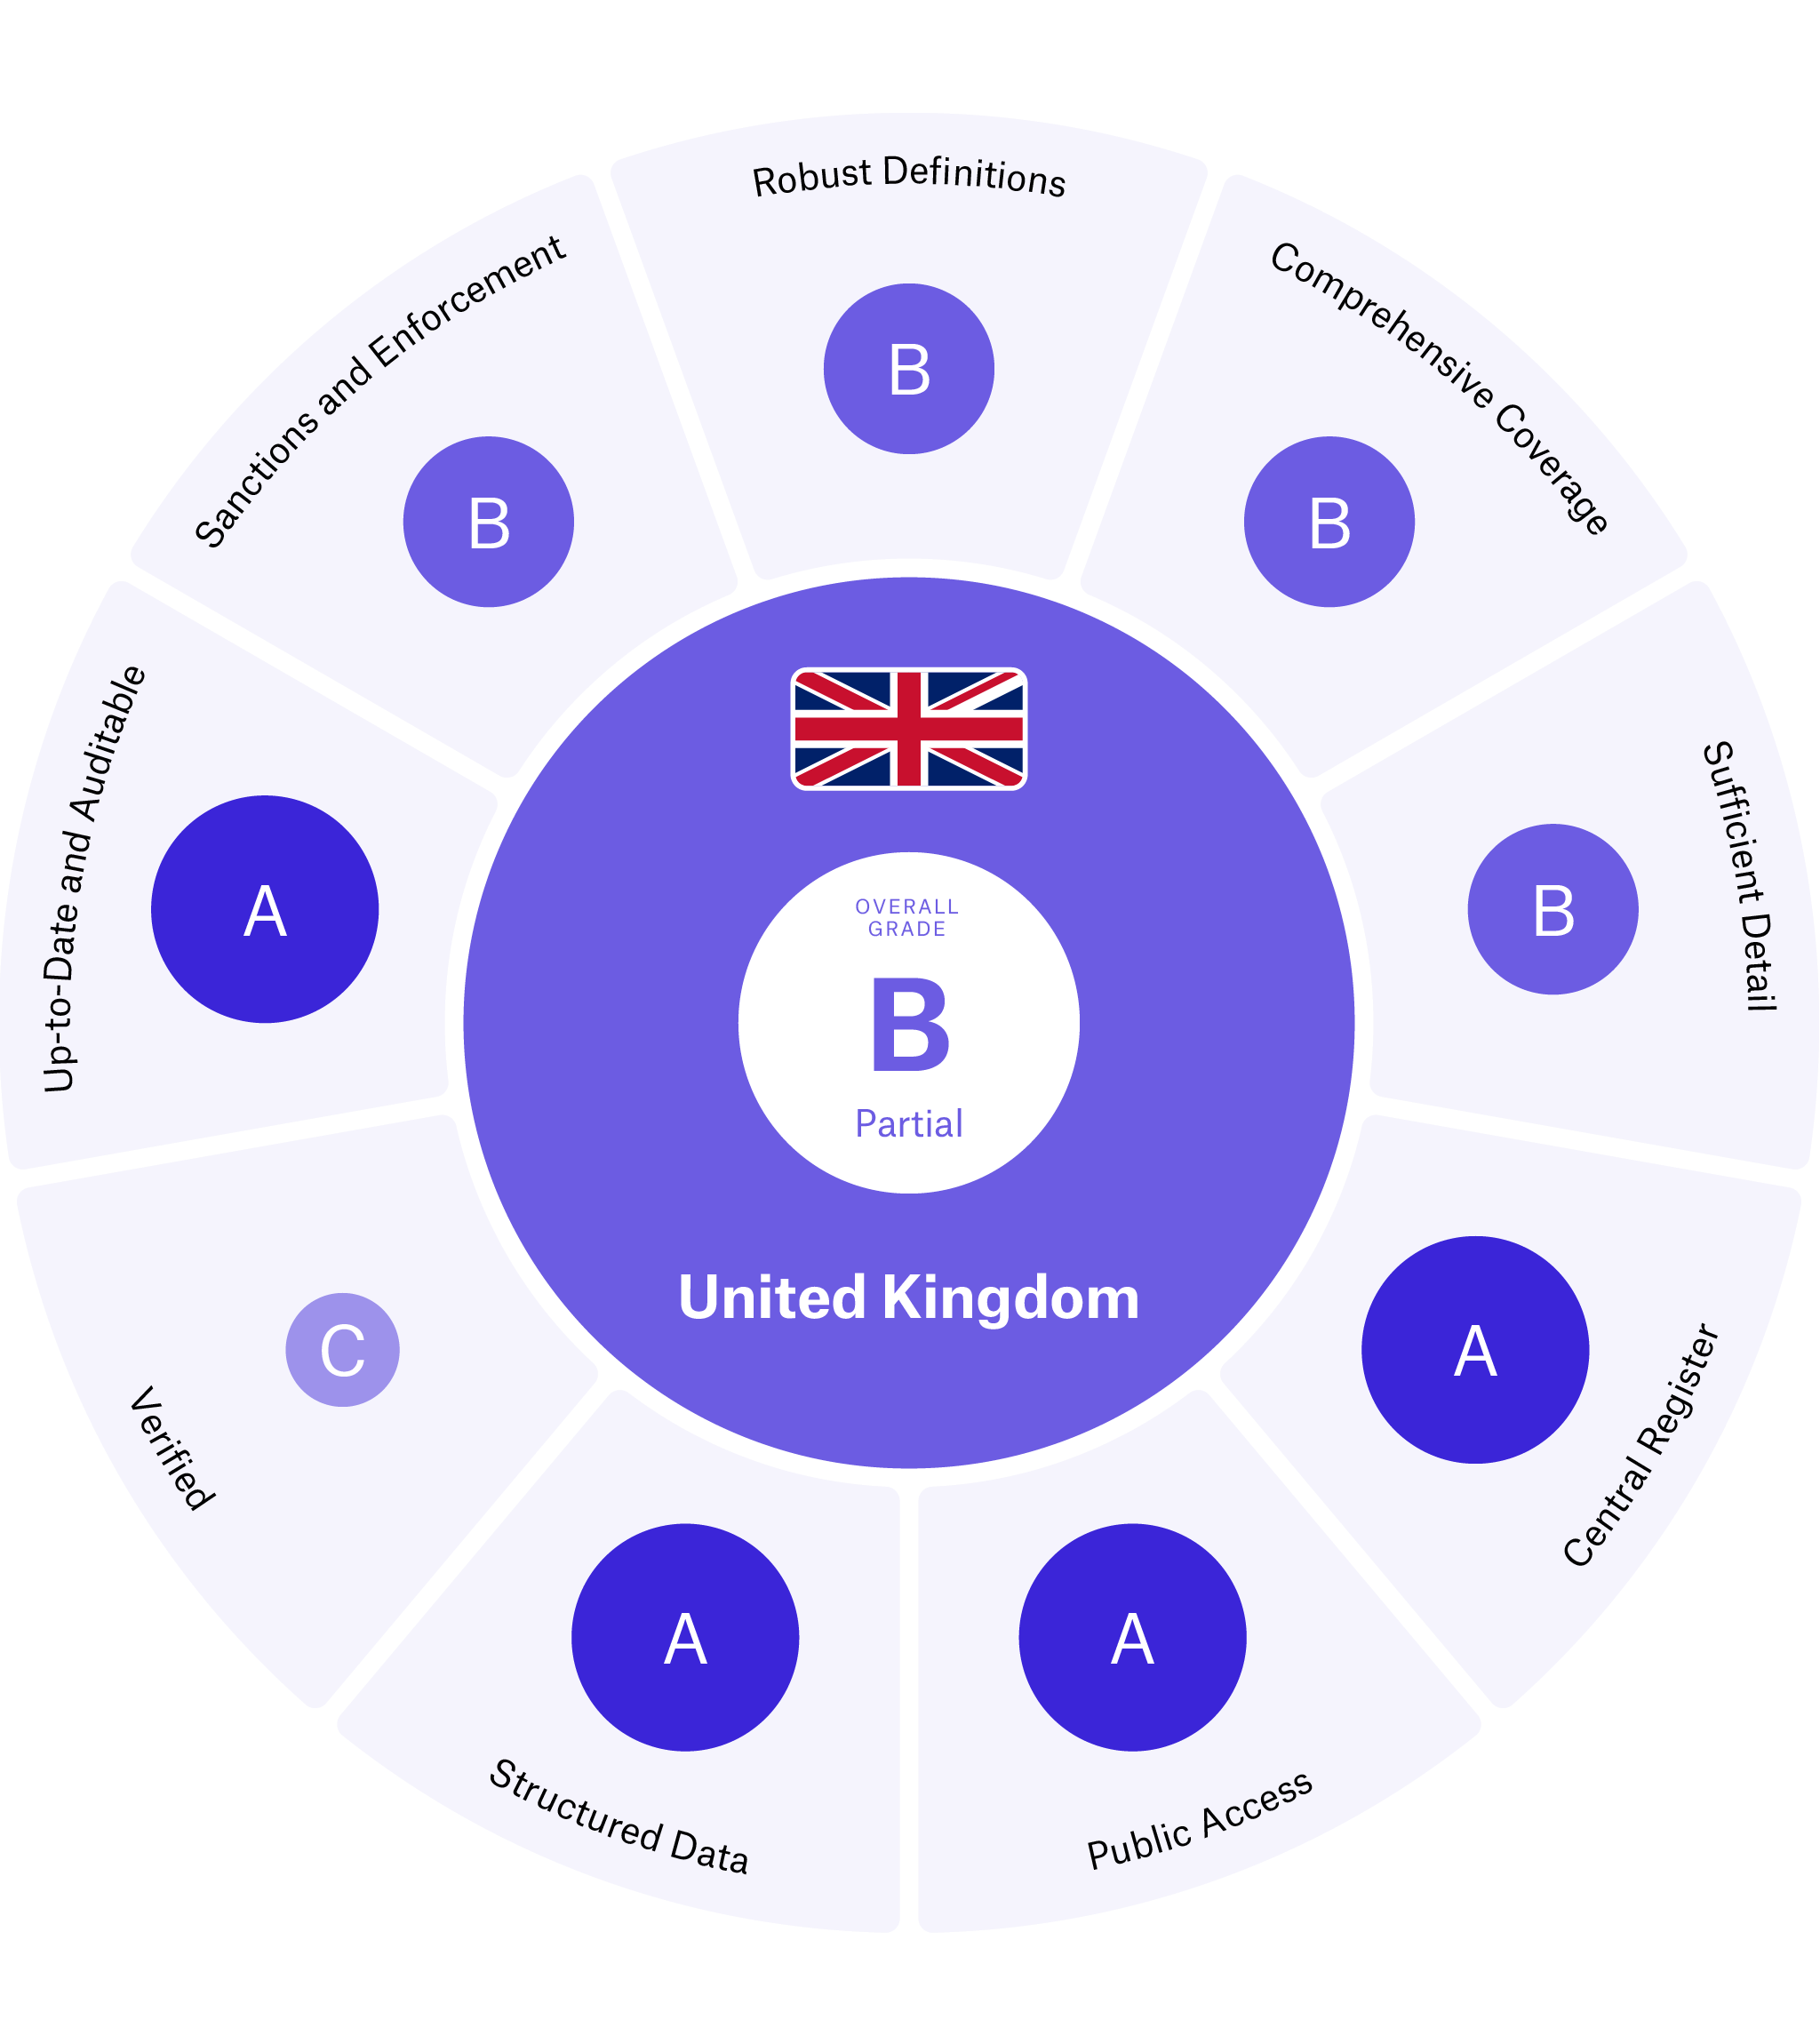 Robust Definitions
B
Comprehensive Coverage
B
Sufficient Detail
B
Central Register
A
Public Access
A
Structured Data
A
Verified
C
Up-to-Date and Auditable
A
Sanctions and Enforcement
B
OVERALL
GRADE
B
Partial
United Kingdom